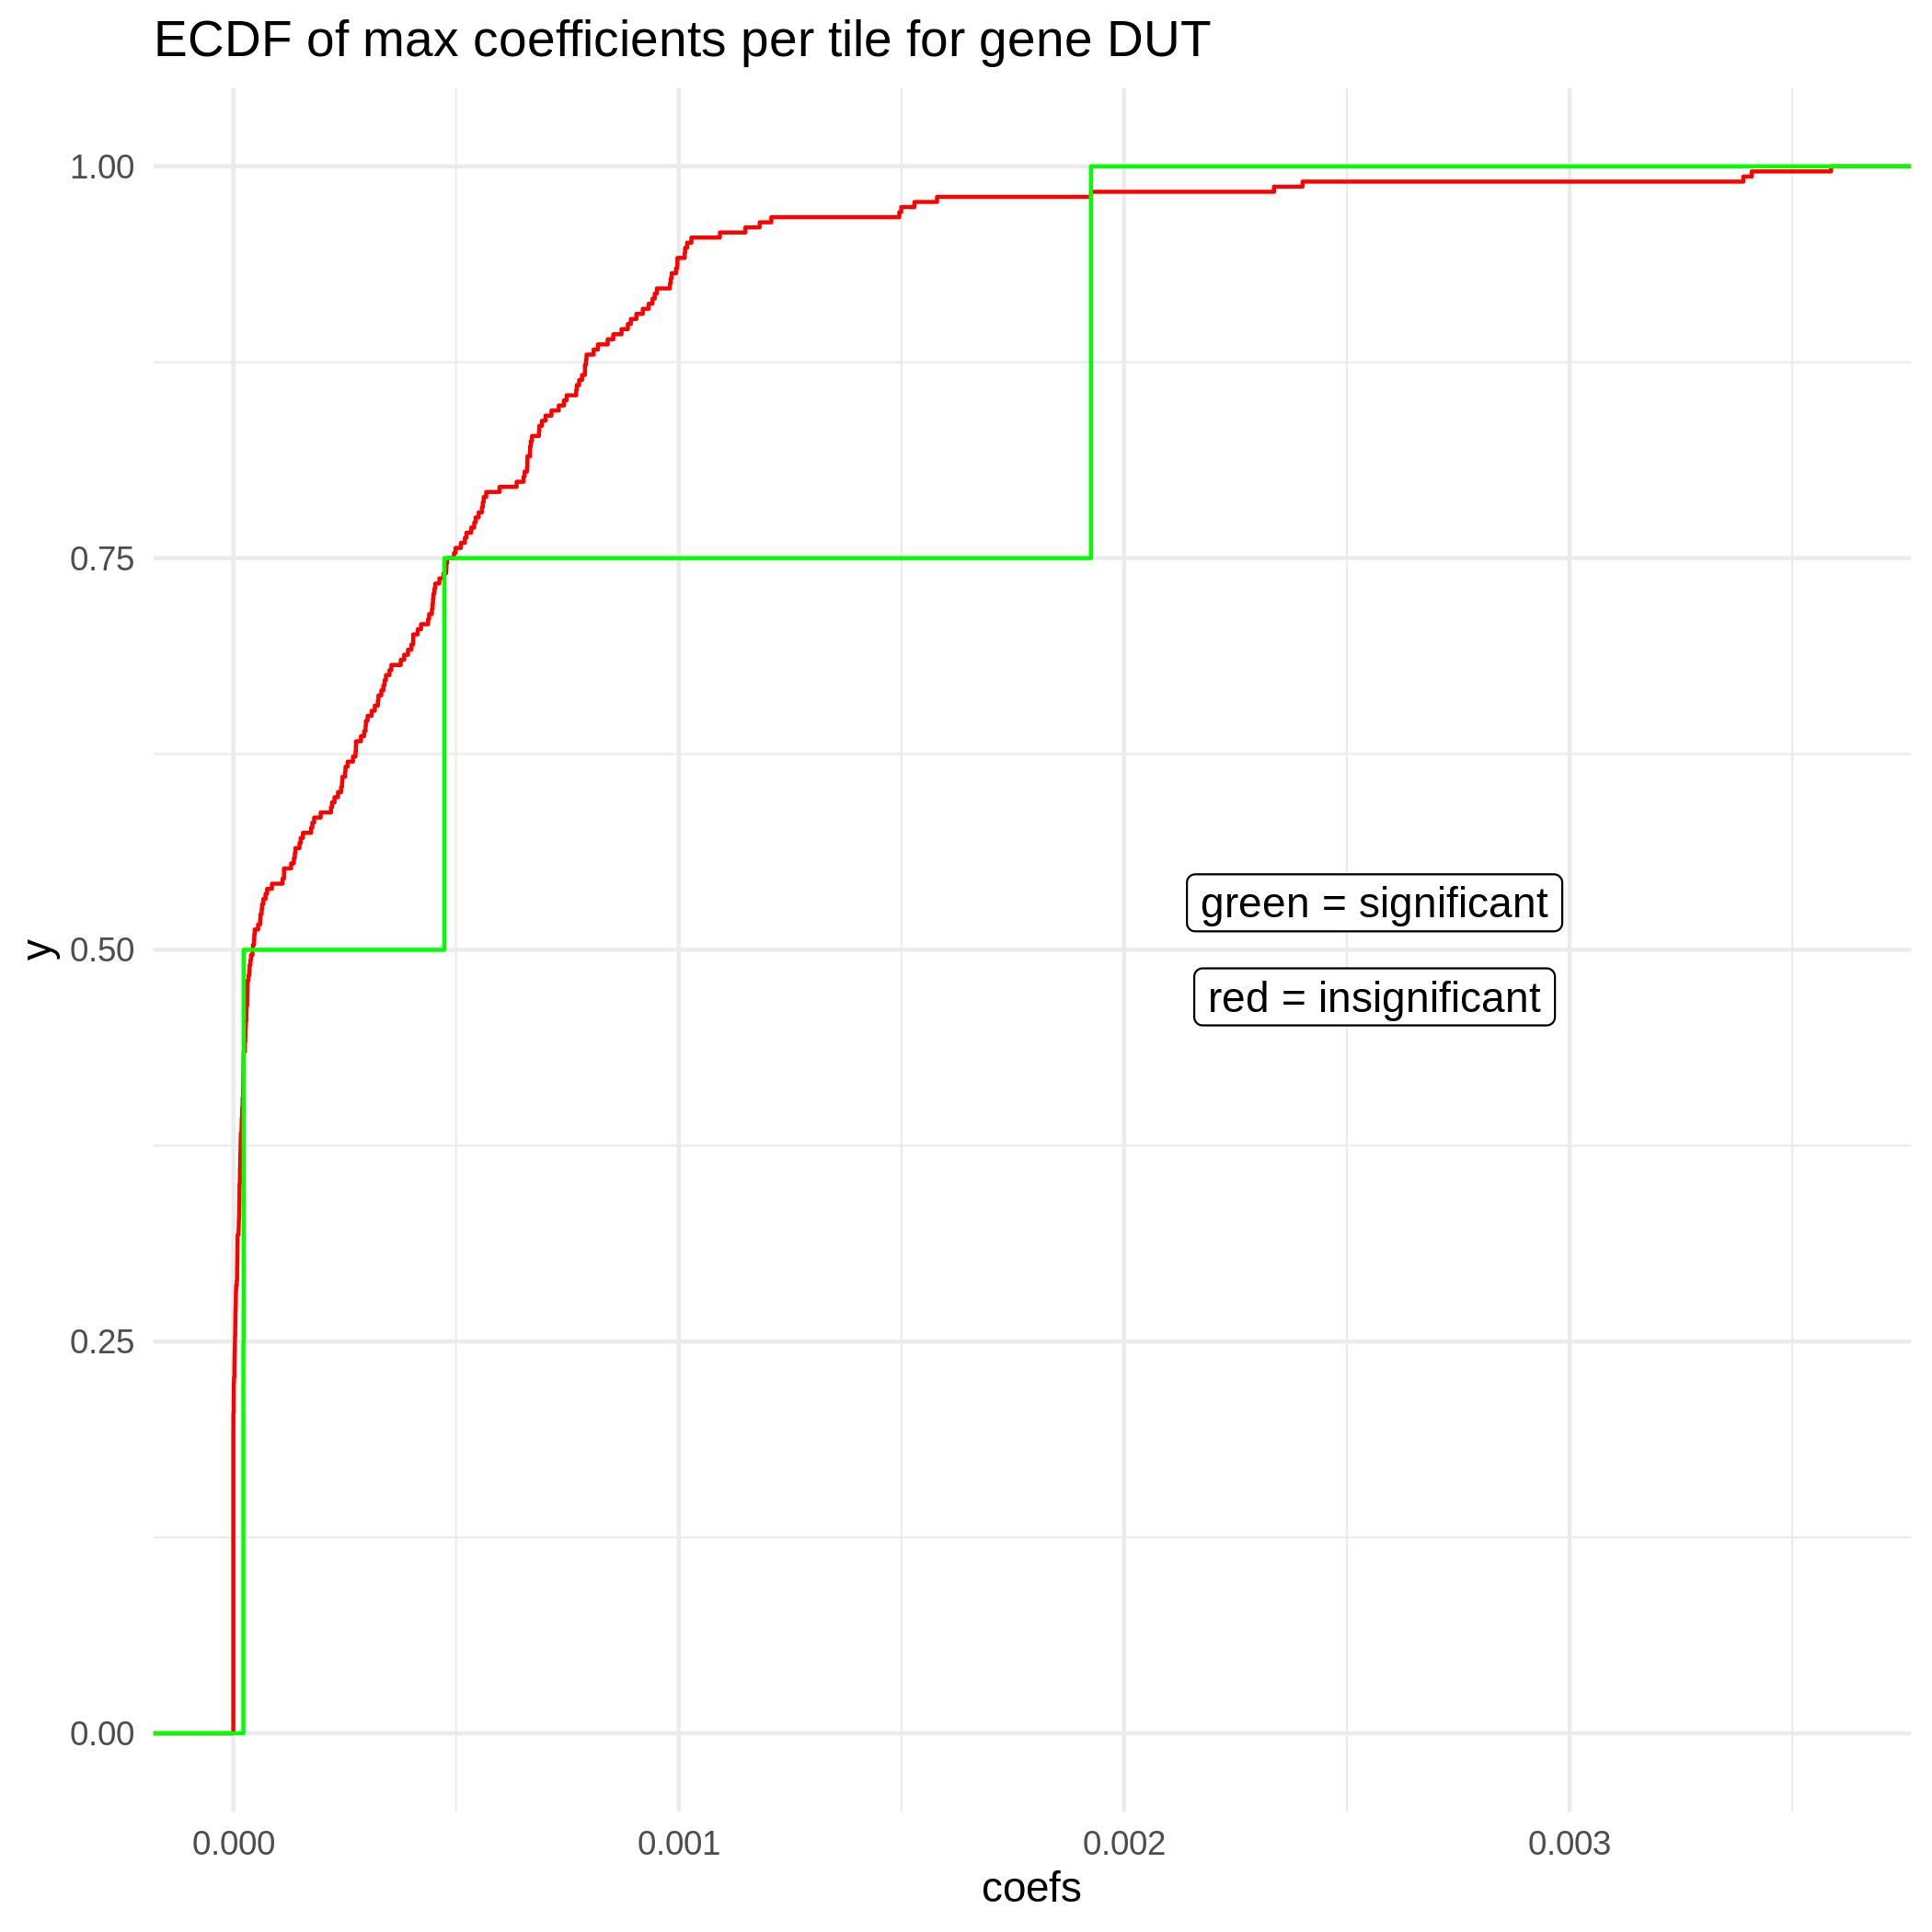 ECDF of max coefficients per tile for gene DUT
1.00
0.75
0.50
0.25
0.00
y
green = significant
red = insignificant
0.000 0.001 0.002 0.003
coefs